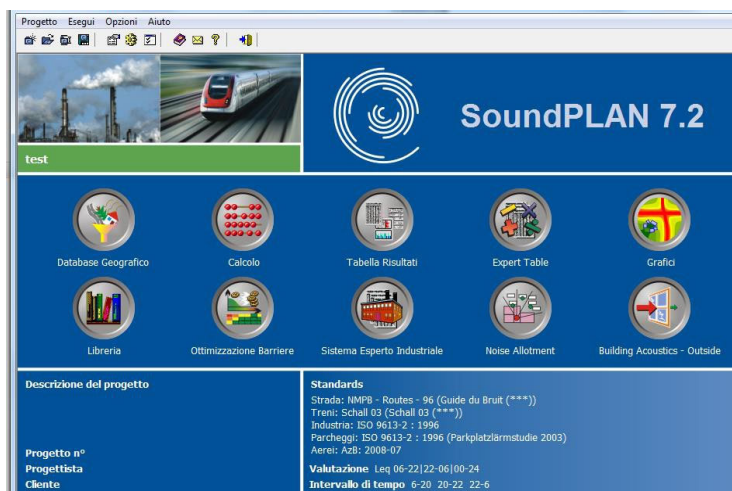 Progetto Esegui Opzioni Aiuto
SoundPLAN 7.2
test
Database Geografico Calcolo Tabella Risultati Expert Table Grafici
Libreria Ottimizzazione Barriere Sistema Esperto Industriale Noise Allotment Building Acoustics - Outside
Descrizione del progetto
Progetto n°
Progettista
Cliente
Standards
Strada: NMPB - Routes - 96 (Guide du Bruit (***))
Treni: Schall 03 (Schall 03 (***))
Industria: ISO 9613-2 : 1996
Parcheggi: ISO 9613-2 : 1996 (Parkplatzlärmstudie 2003)
Aerei: AzB: 2008-07
Valutazione Leq 06-22|22-06|00-24
Intervallo di tempo 6-20 20-22 22-6